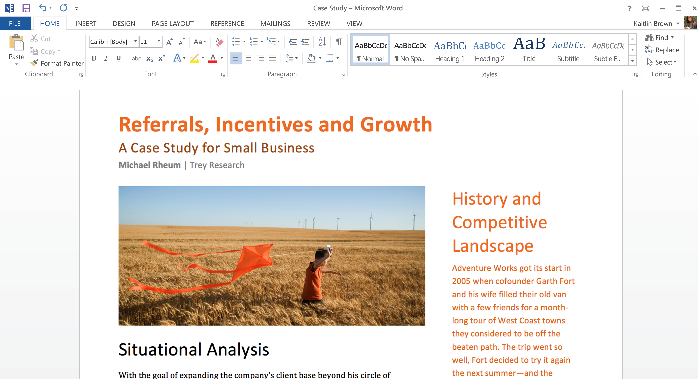 Case Study - Microsoft Word
Kaitlin Brown
FILE HOME INSERT DESIGN PAGE LAYOUT REFERENCE MAILINGS REVIEW VIEW
Paste
Cut
Copy
Format Painter
Clipboard
Calibri (Body) 11
Font
Paragraph
AaBbCcDc AaBbCcDc AaBbC AaBbCc AaB AaBbCc. AaBbCcDc
¶ Normal ¶ No Spa... Heading 1 Heading 2 Title Subtitle Subtle E...
Styles
Find
Replace
Select
Editing
Referrals, Incentives and Growth
A Case Study for Small Business
Michael Rheum | Trey Research
Situational Analysis
With the goal of expanding the company's client base beyond his circle of
History and
Competitive
Landscape
Adventure Works got its start in
2005 when cofounder Garth Fort
and his wife filled their old van
with a few friends for a month-
long tour of West Coast towns
they considered to be off the
beaten path. The trip went so
well, Fort decided to try it again
the next summer—and the